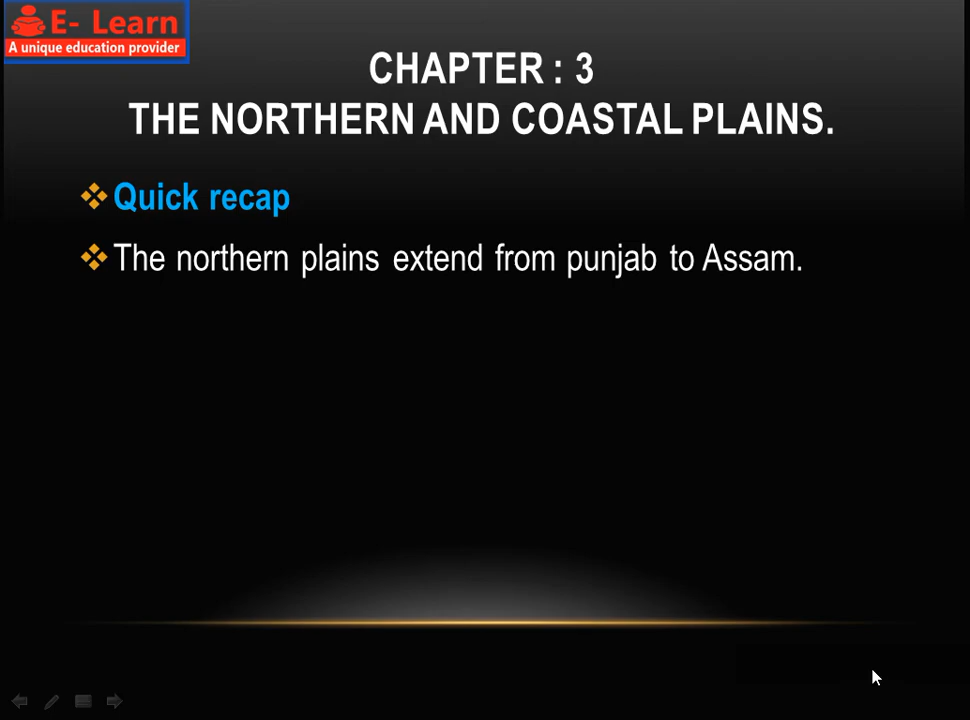 E- Learn
A unique education provider
CHAPTER : 3
THE NORTHERN AND COASTAL PLAINS.
Quick recap
The northern plains extend from punjab to Assam.